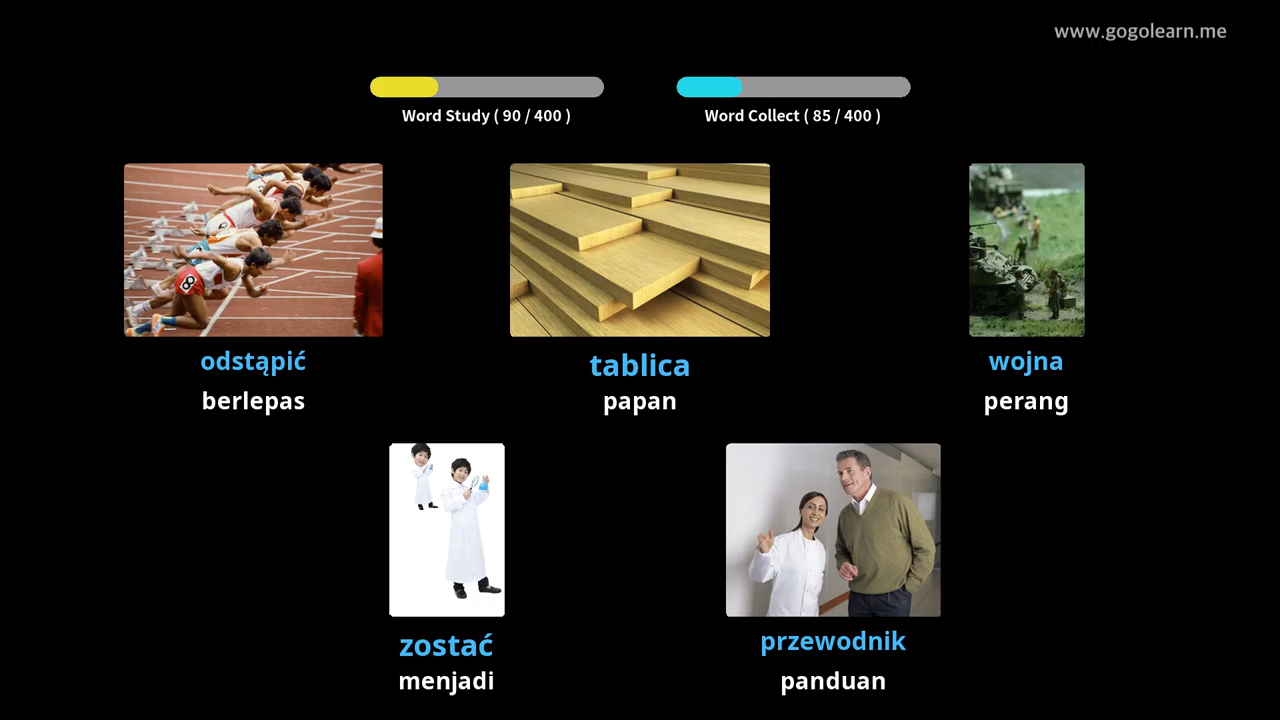 www.gogolearn.me
Word Study ( 90 / 400 )
Word Collect ( 85 / 400 )
odstąpić
berlepas
tablica
papan
wojna
perang
zostać
menjadi
przewodnik
panduan